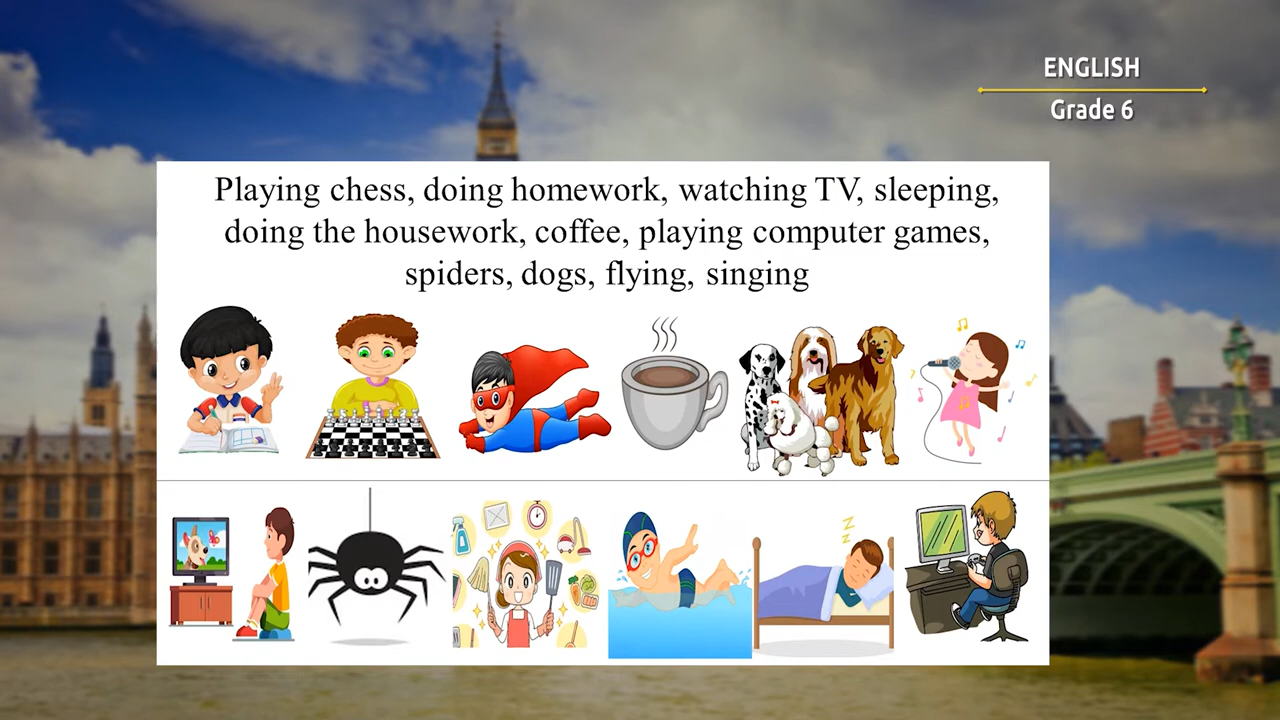 ENGLISH
Grade 6
Playing chess, doing homework, watching TV, sleeping,
doing the housework, coffee, playing computer games,
spiders, dogs, flying, singing
z
z
z